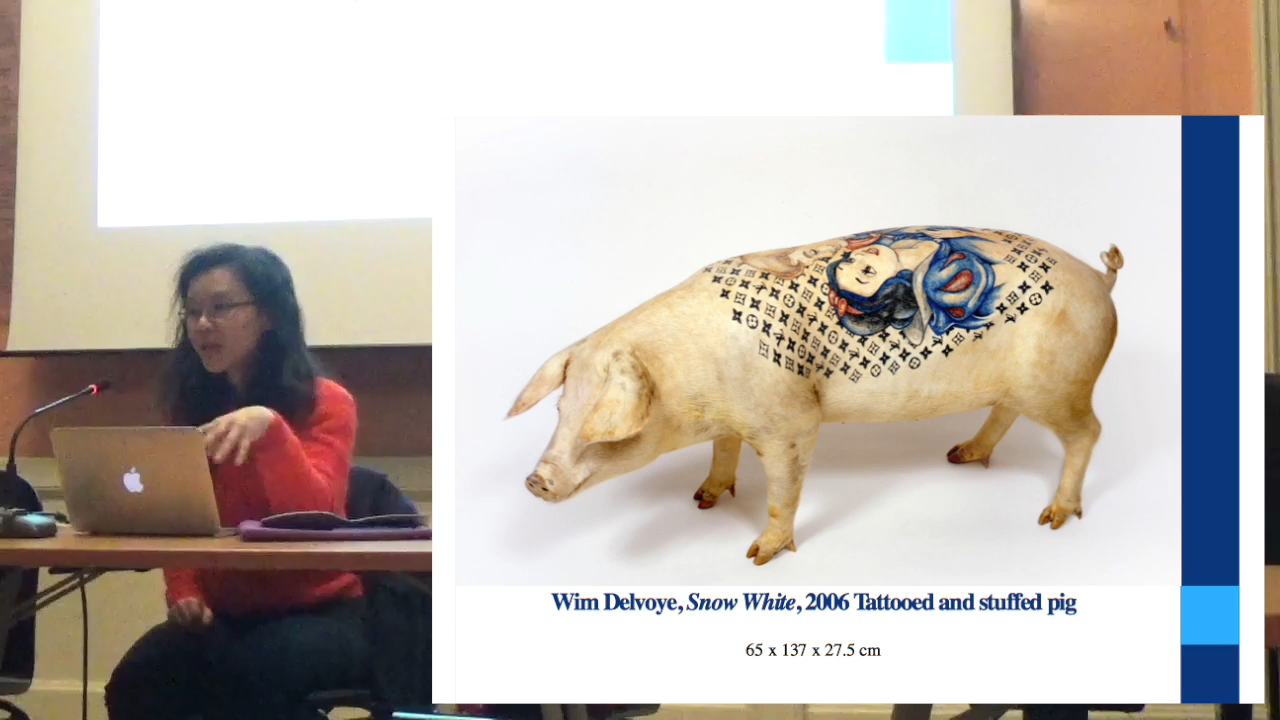 Wim Delvoye, Snow White, 2006 Tattooed and stuffed pig
65 x 137 x 27.5 cm